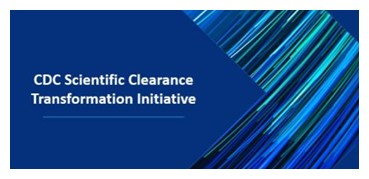 CDC Scientific Clearance
Transformation Initiative